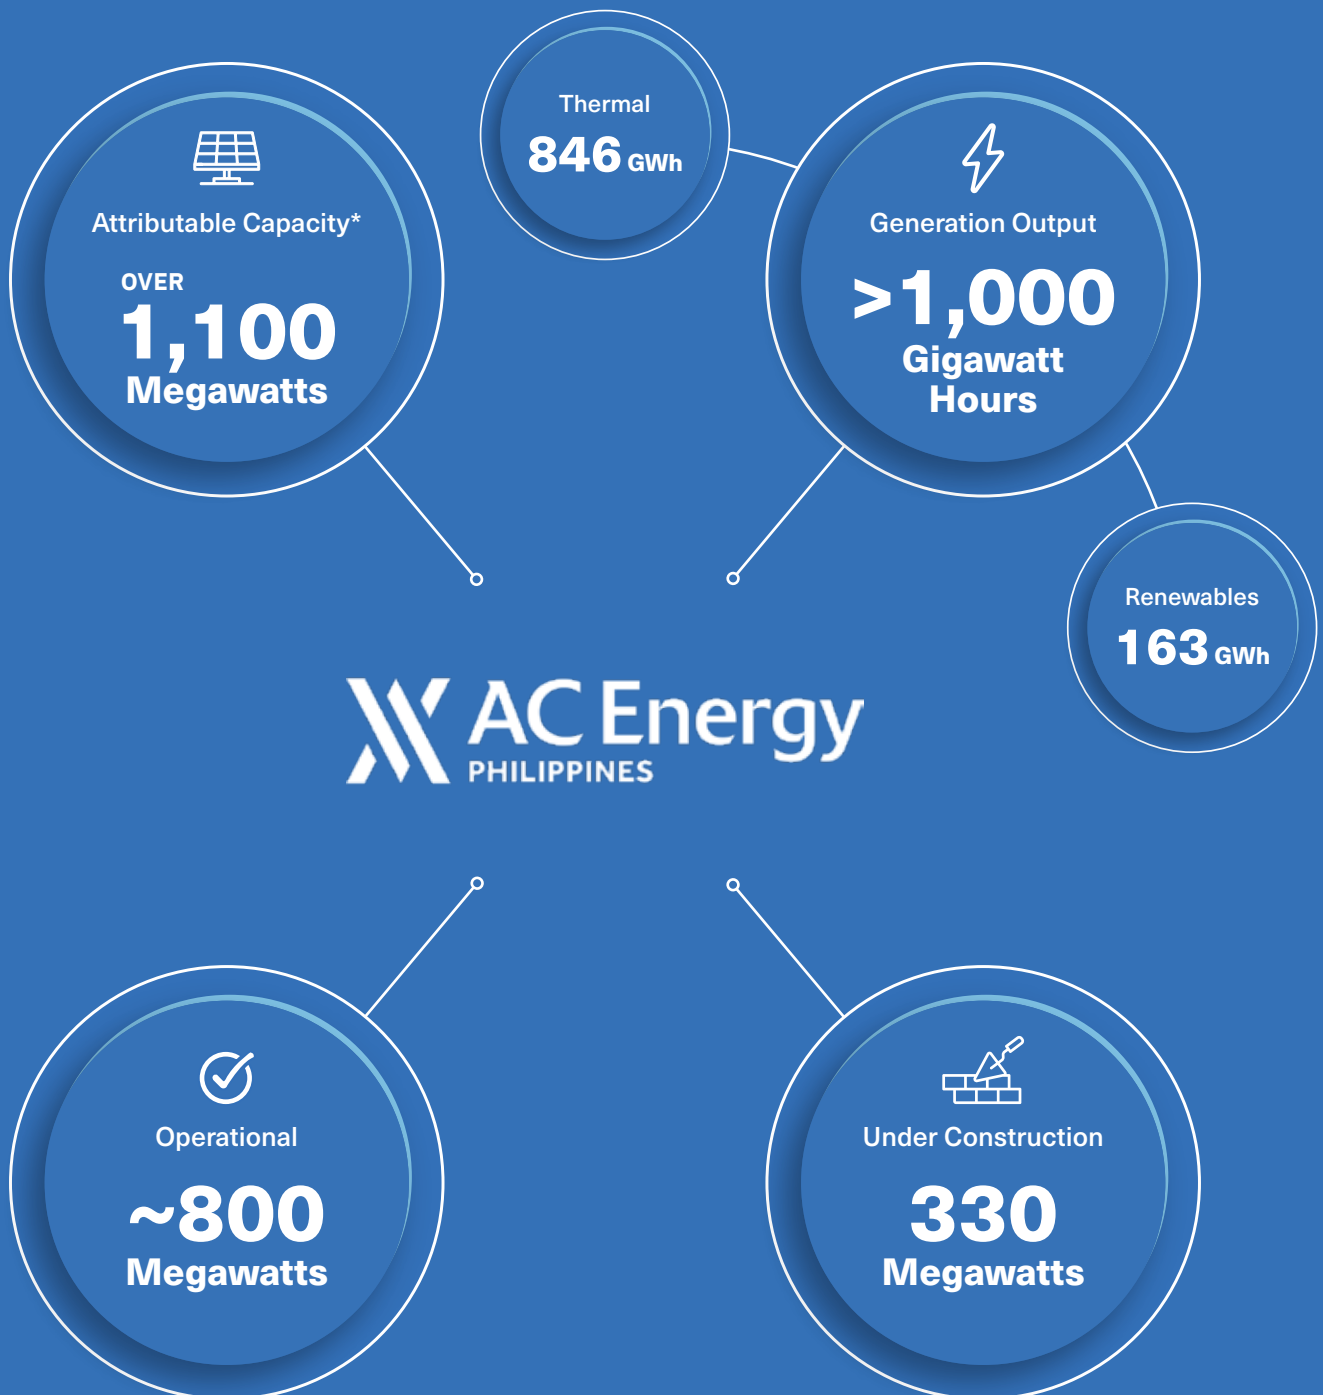 Thermal
846 GWh
Attributable Capacity*
OVER
1,100
Megawatts
Generation Output
>1,000
Gigawatt
Hours
Renewables
163 GWh
AC Energy
PHILIPPINES
Operational
~800
Megawatts
Under Construction
330
Megawatts